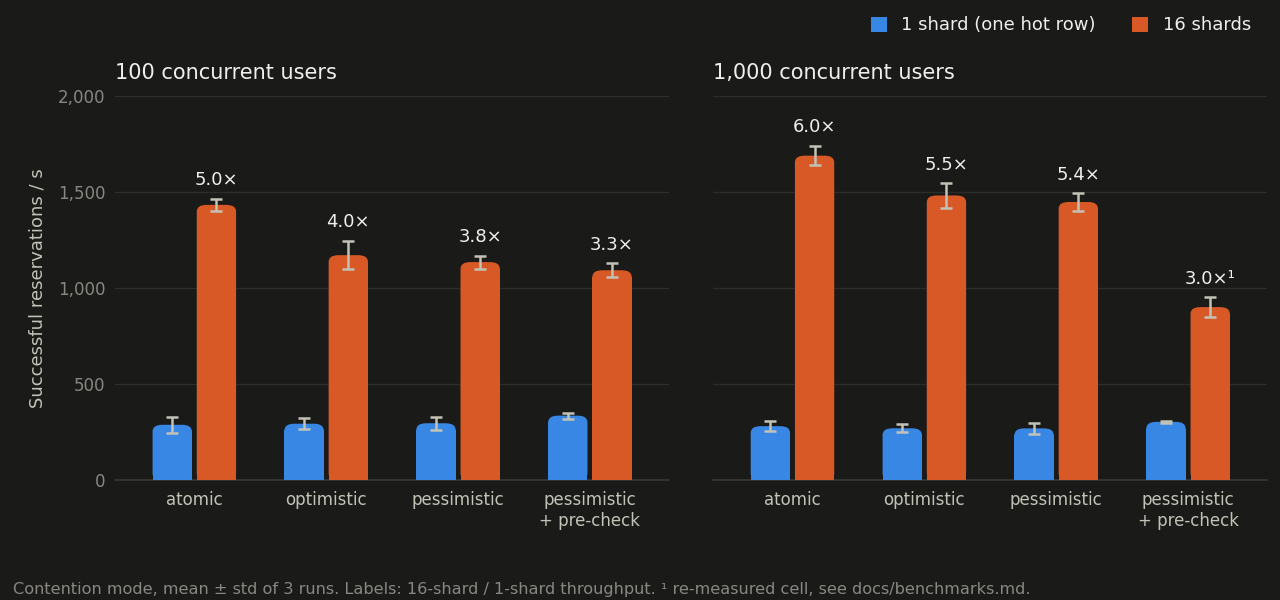 1 shard (one hot row) 16 shards
100 concurrent users
1,000 concurrent users
Successful reservations / s
2,000
1,500
1,000
500
0
5.0×
4.0×
3.8×
3.3×
6.0×
5.5×
5.4×
3.0×¹
atomic optimistic pessimistic pessimistic
+ pre-check
atomic optimistic pessimistic pessimistic
+ pre-check
Contention mode, mean ± std of 3 runs. Labels: 16-shard / 1-shard throughput. ¹ re-measured cell, see docs/benchmarks.md.